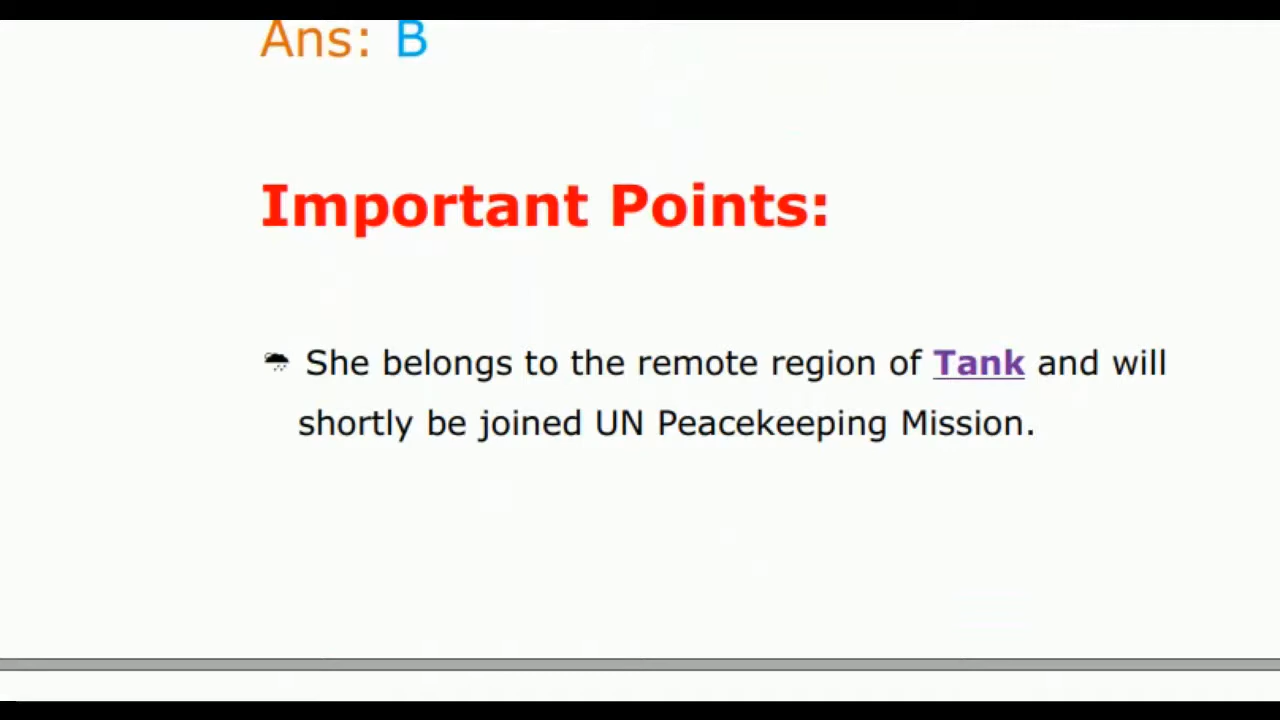 Ans: B
Important Points:
She belongs to the remote region of Tank and will
shortly be joined UN Peacekeeping Mission.